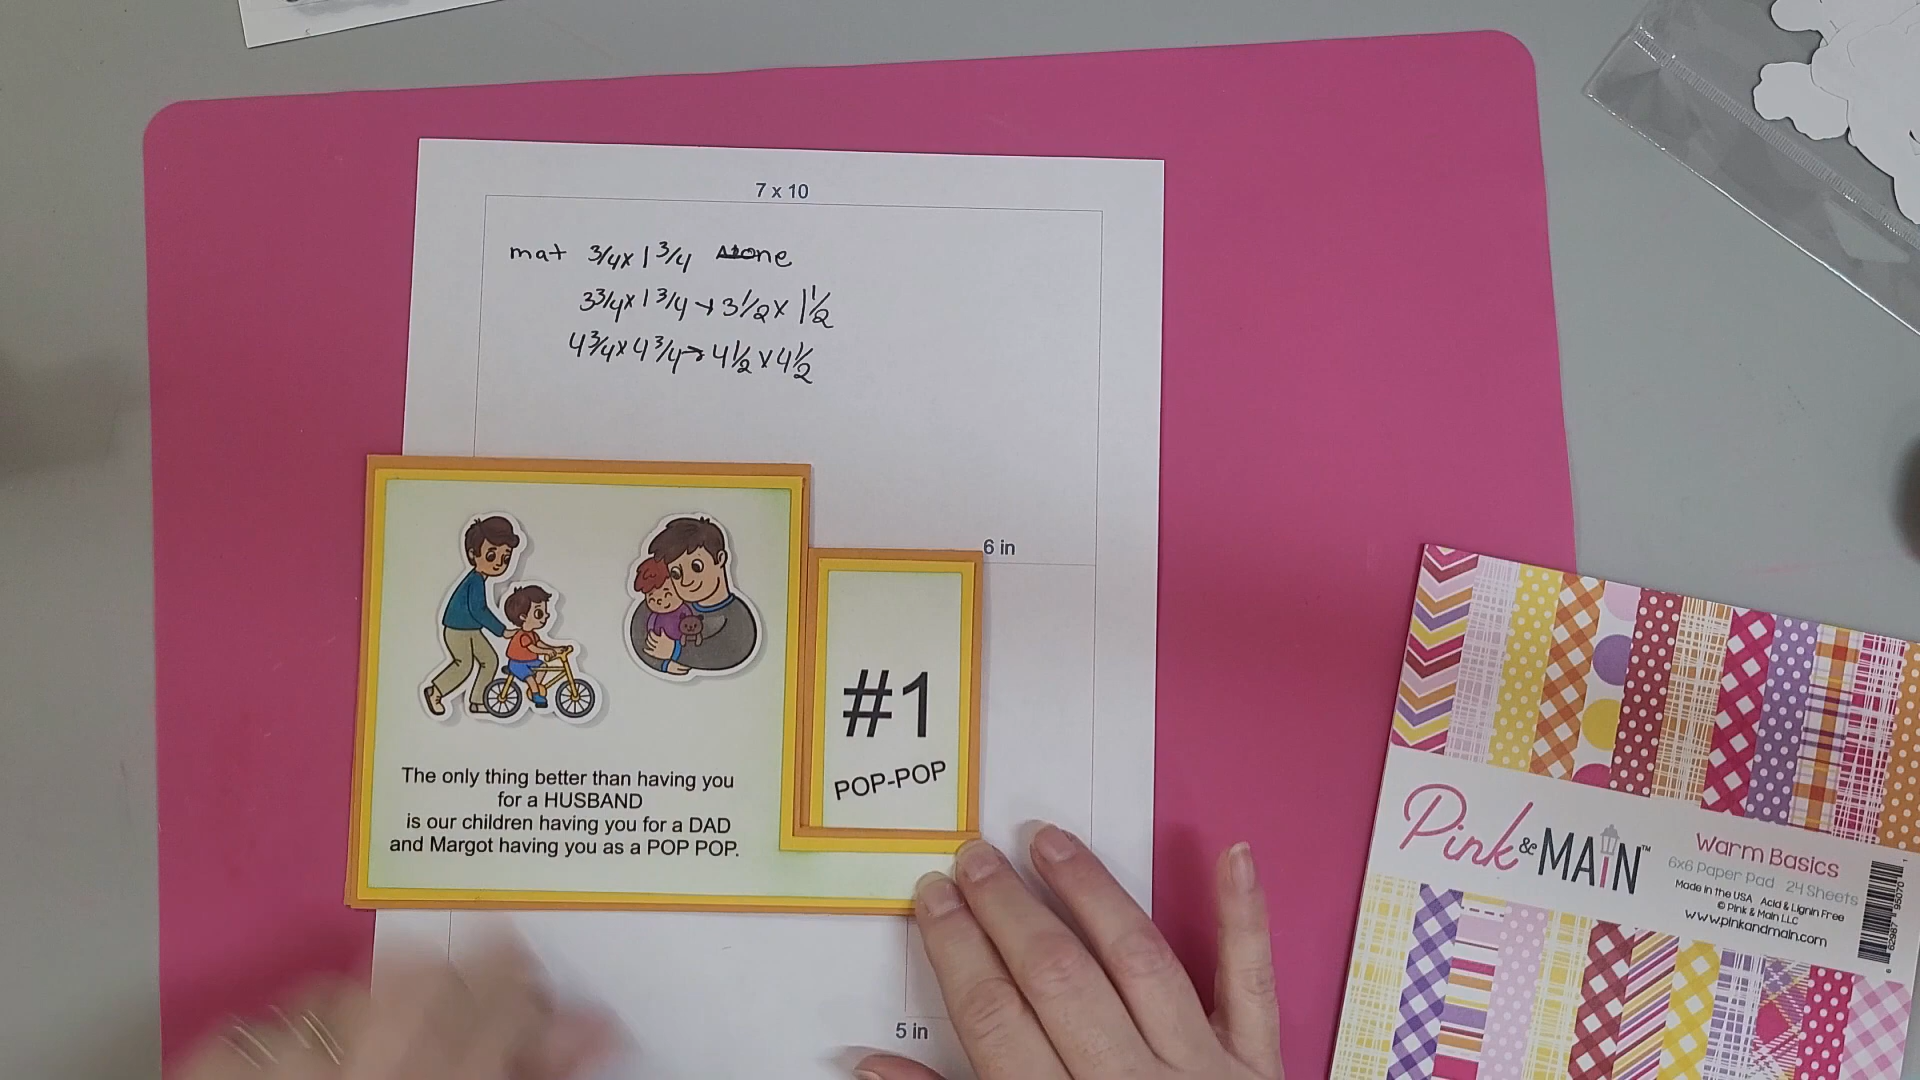 7 x 10
mat 3/4 x 1 3/4
3 3/4 x 1 3/4 → 3 1/2 x 1 1/2
4 3/4 x 4 3/4 → 4 1/2 x 4 1/2
6 in
#1
POP-POP
The only thing better than having you
for a HUSBAND
is our children having you for a DAD
and Margot having you as a POP POP.
5 in
Pink & MAiN™
Warm Basics
6x6 Paper Pad 24 Sheets
Made in the USA Acid & Lignin Free
© Pink & Main LLC
www.pinkandmain.com